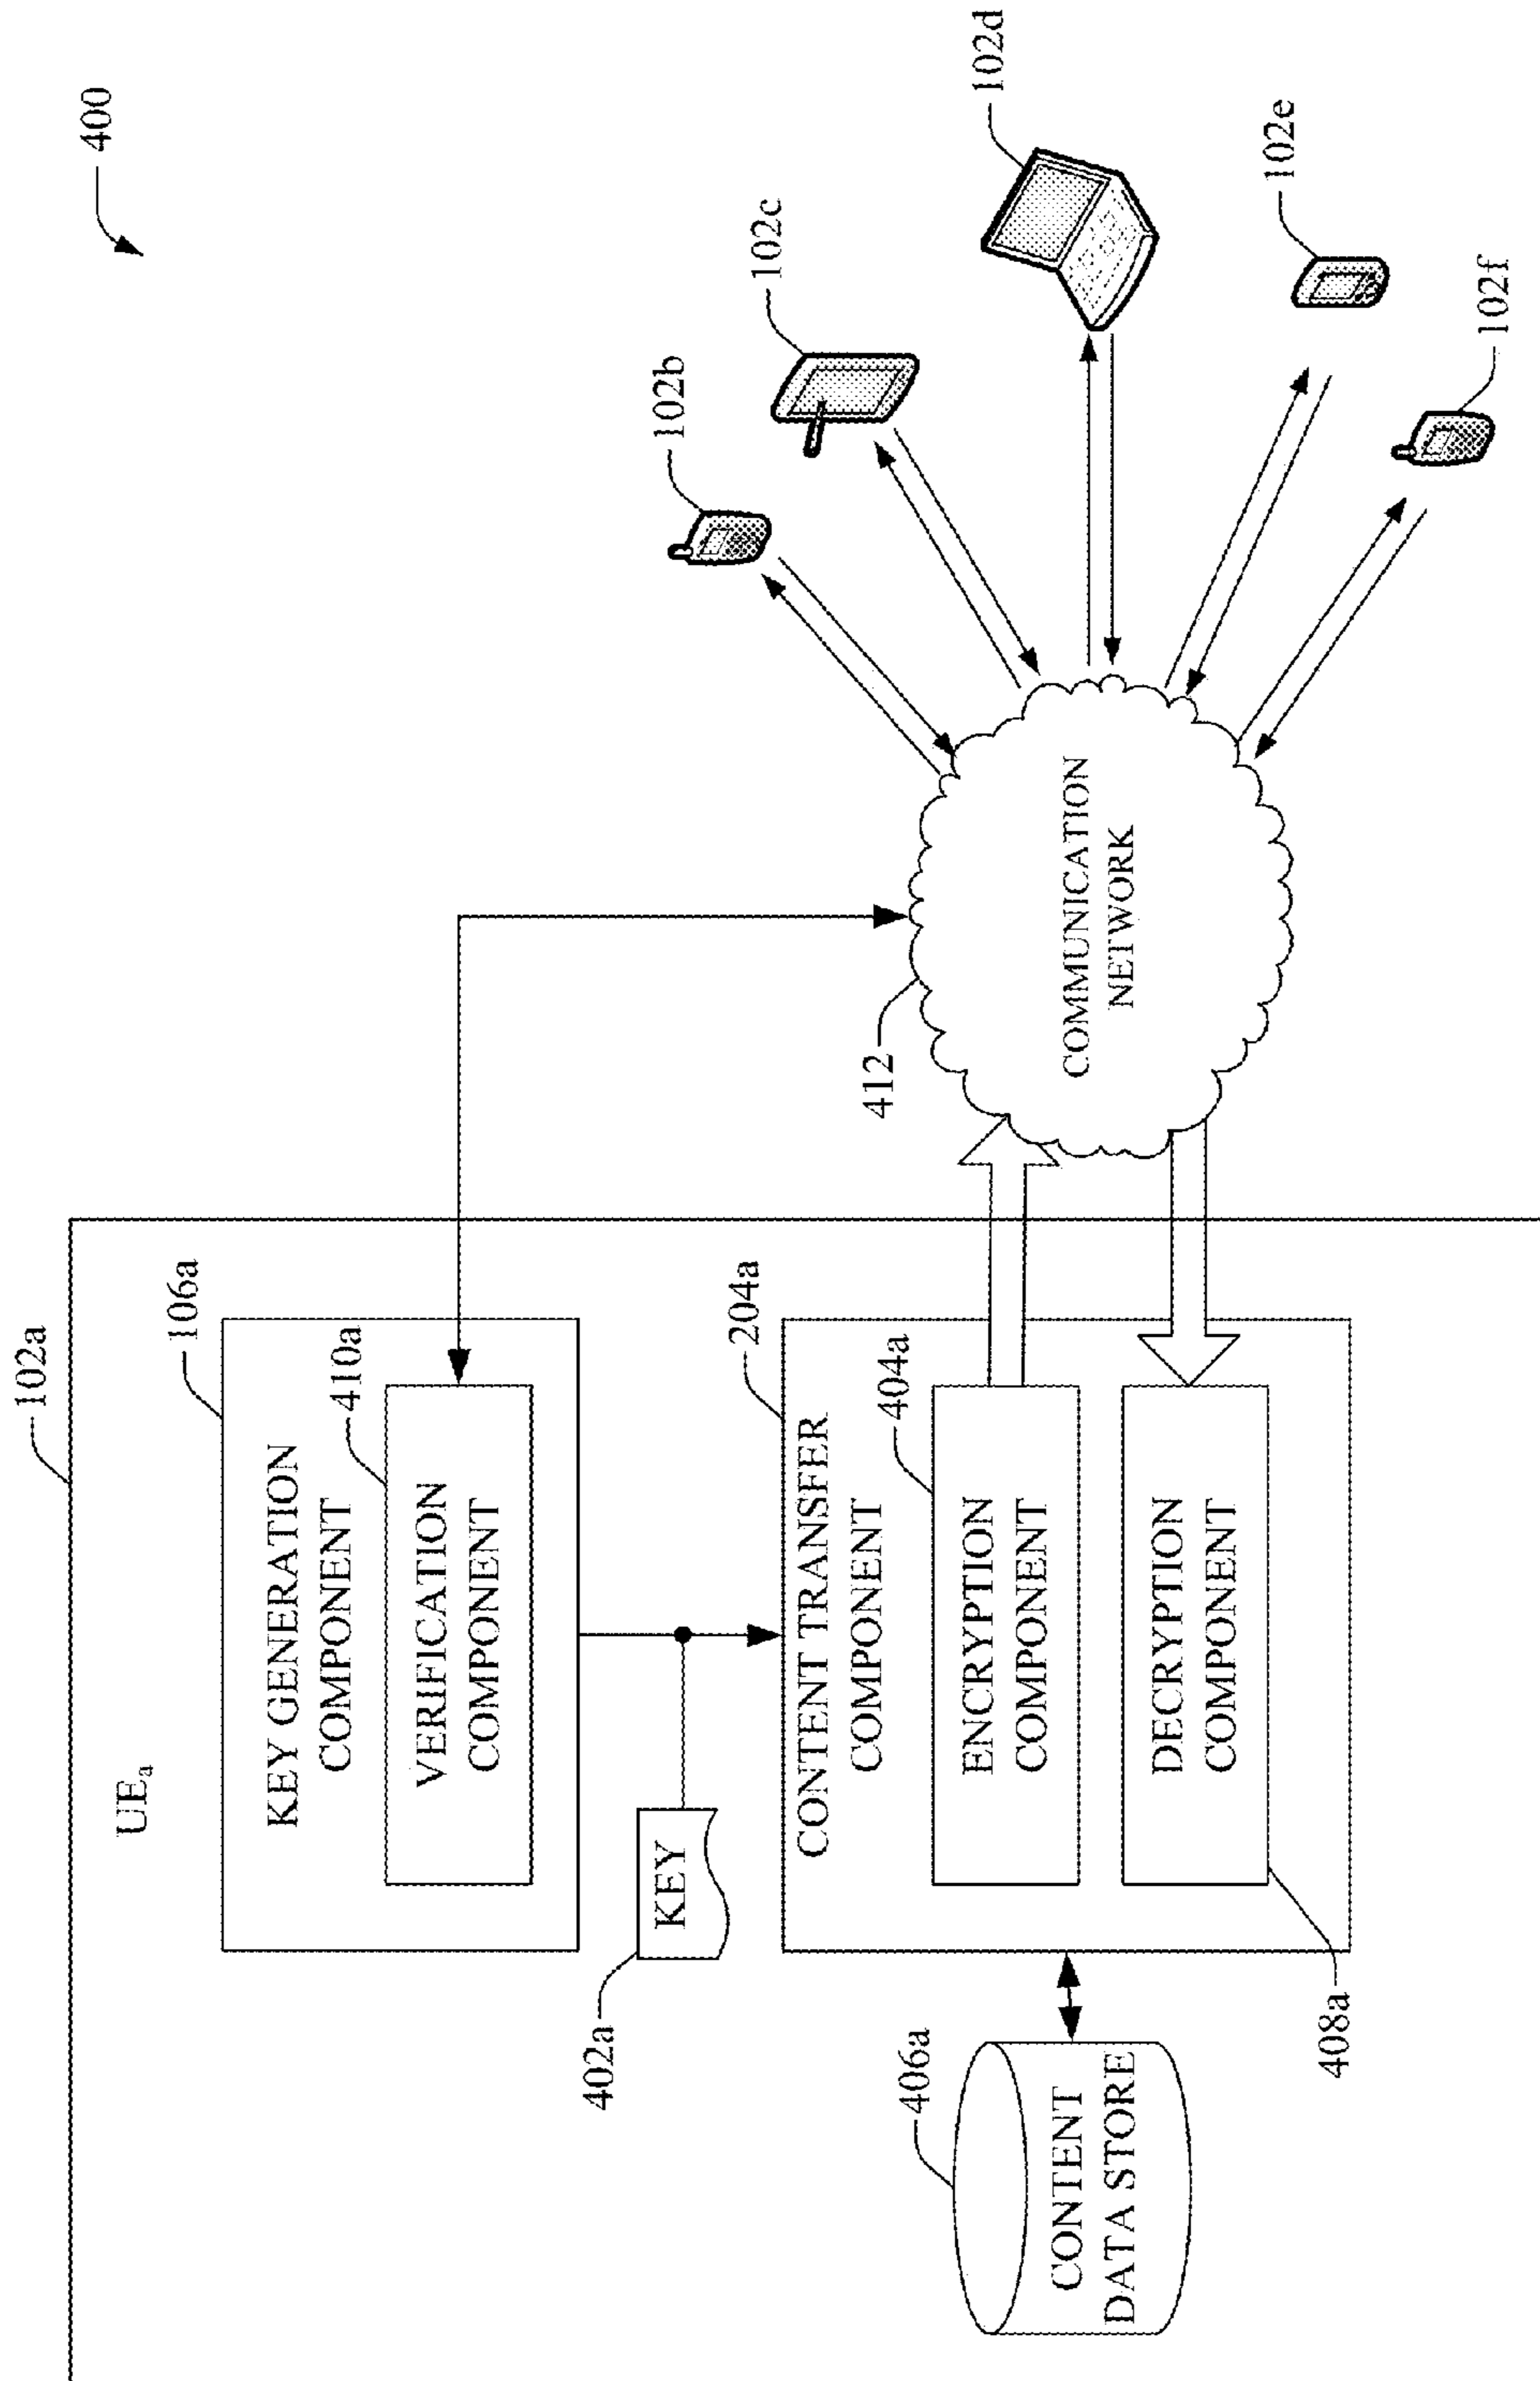 400
102a
UEa
106a
KEY GENERATION
COMPONENT
410a
VERIFICATION
COMPONENT
402a
KEY
204a
CONTENT TRANSFER
COMPONENT
404a
ENCRYPTION
COMPONENT
DECRYPTION
COMPONENT
408a
406a
CONTENT
DATA STORE
412
COMMUNICATION
NETWORK
102b
102c
102d
102e
102f